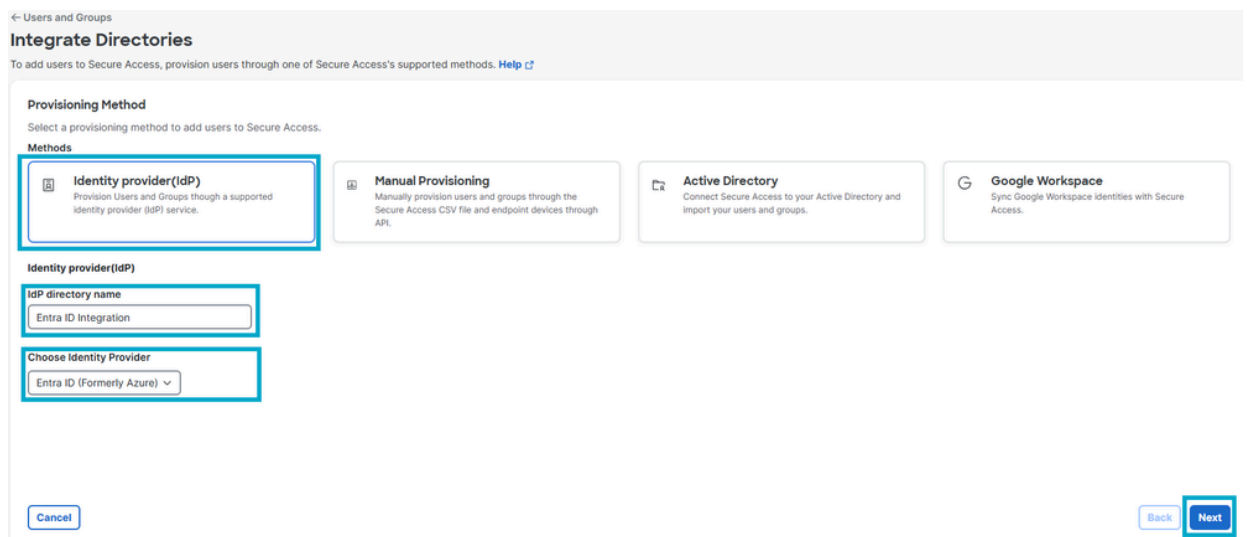 ← Users and Groups
Integrate Directories
To add users to Secure Access, provision users through one of Secure Access's supported methods. Help
Provisioning Method
Select a provisioning method to add users to Secure Access.
Methods
Identity provider(IdP)
Provision Users and Groups though a supported
identity provider (IdP) service.
Manual Provisioning
Manually provision users and groups through the
Secure Access CSV file and endpoint devices through
API.
Active Directory
Connect Secure Access to your Active Directory and
import your users and groups.
Google Workspace
Sync Google Workspace identities with Secure
Access.
Identity provider(IdP)
IdP directory name
Entra ID Integration
Choose Identity Provider
Entra ID (Formerly Azure)
Cancel
Back
Next